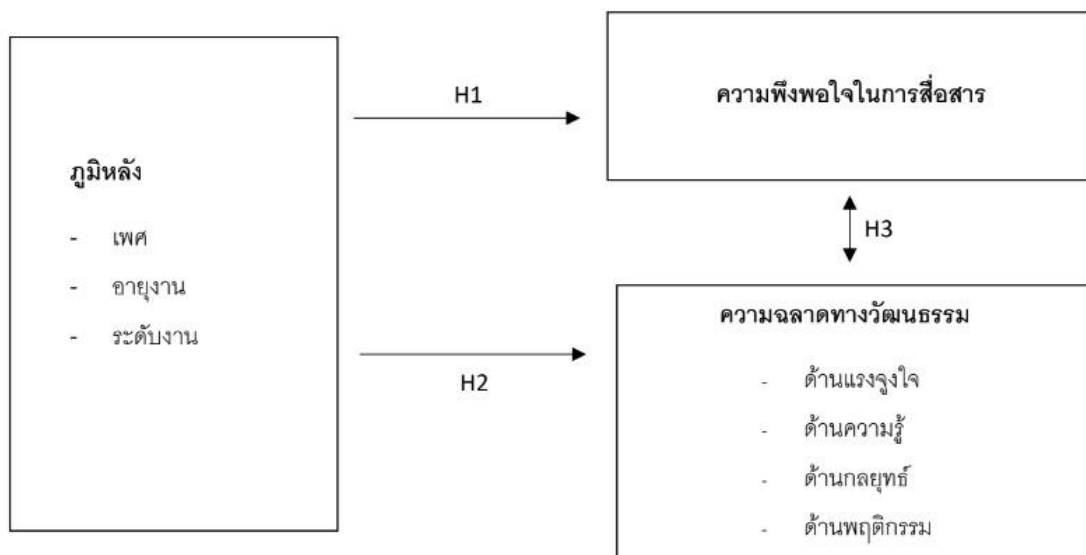 ภูมิหลัง
- เพศ
- อายุงาน
- ระดับงาน
H1
H2
ความพึงพอใจในการสื่อสาร
H3
ความฉลาดทางวัฒนธรรม
- ด้านแรงจูงใจ
- ด้านความรู้
- ด้านกลยุทธ์
- ด้านพฤติกรรม